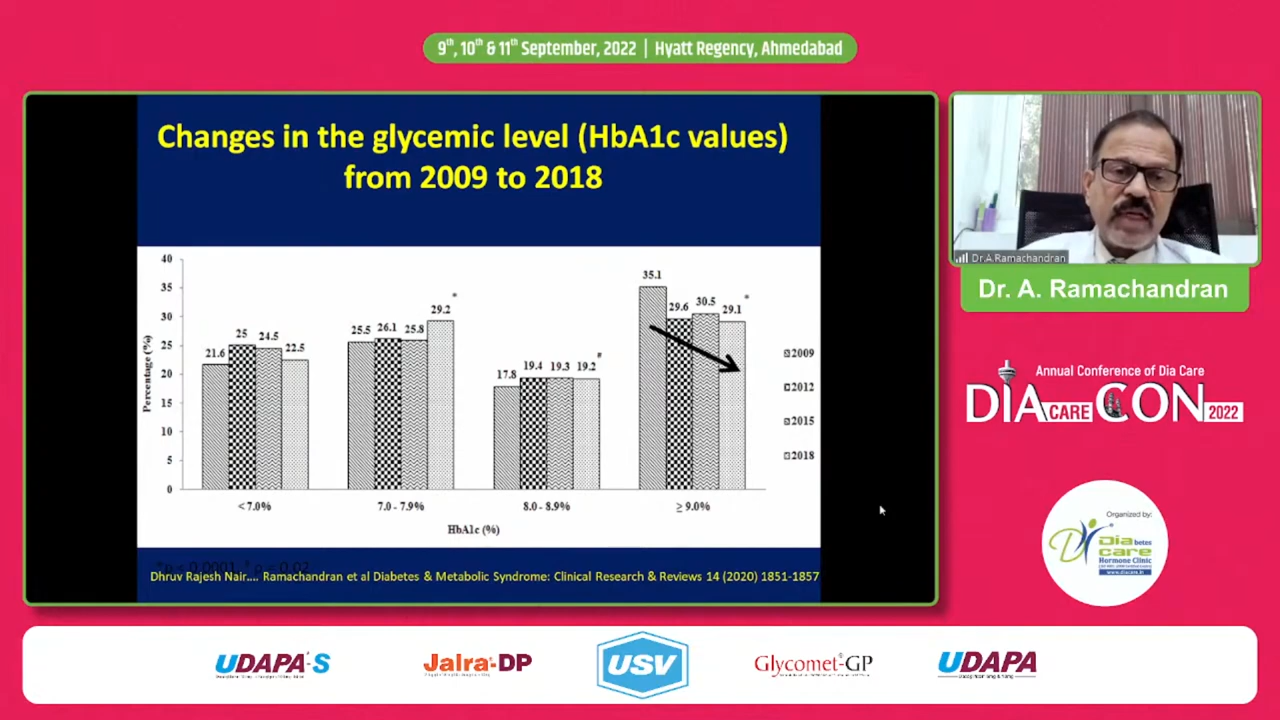 9th, 10th & 11th September, 2022 | Hyatt Regency, Ahmedabad
Changes in the glycemic level (HbA1c values)
from 2009 to 2018
40
35
30
25
20
15
10
5
0
Percentage (%)
21.6
25
24.5
22.5
25.5
26.1
25.8
29.2
*
17.8
19.4
19.3
19.2
*
35.1
29.6
30.5
29.1
*
2009
2012
2015
2018
< 7.0%
7.0 - 7.9%
8.0 - 8.9%
≥ 9.0%
HbA1c (%)
Dhruv Rajesh Nair.... Ramachandran et al Diabetes & Metabolic Syndrome: Clinical Research & Reviews 14 (2020) 1851-1857
Dr.A.Ramachandran
Dr. A. Ramachandran
Annual Conference of Dia Care
DIA CARE CON 2022
Organized by:
Diabetes
care
Hormone Clinic
www.diacare.in
UDAPA-S
Jalra-DP
USV
Glycomet-GP
UDAPA